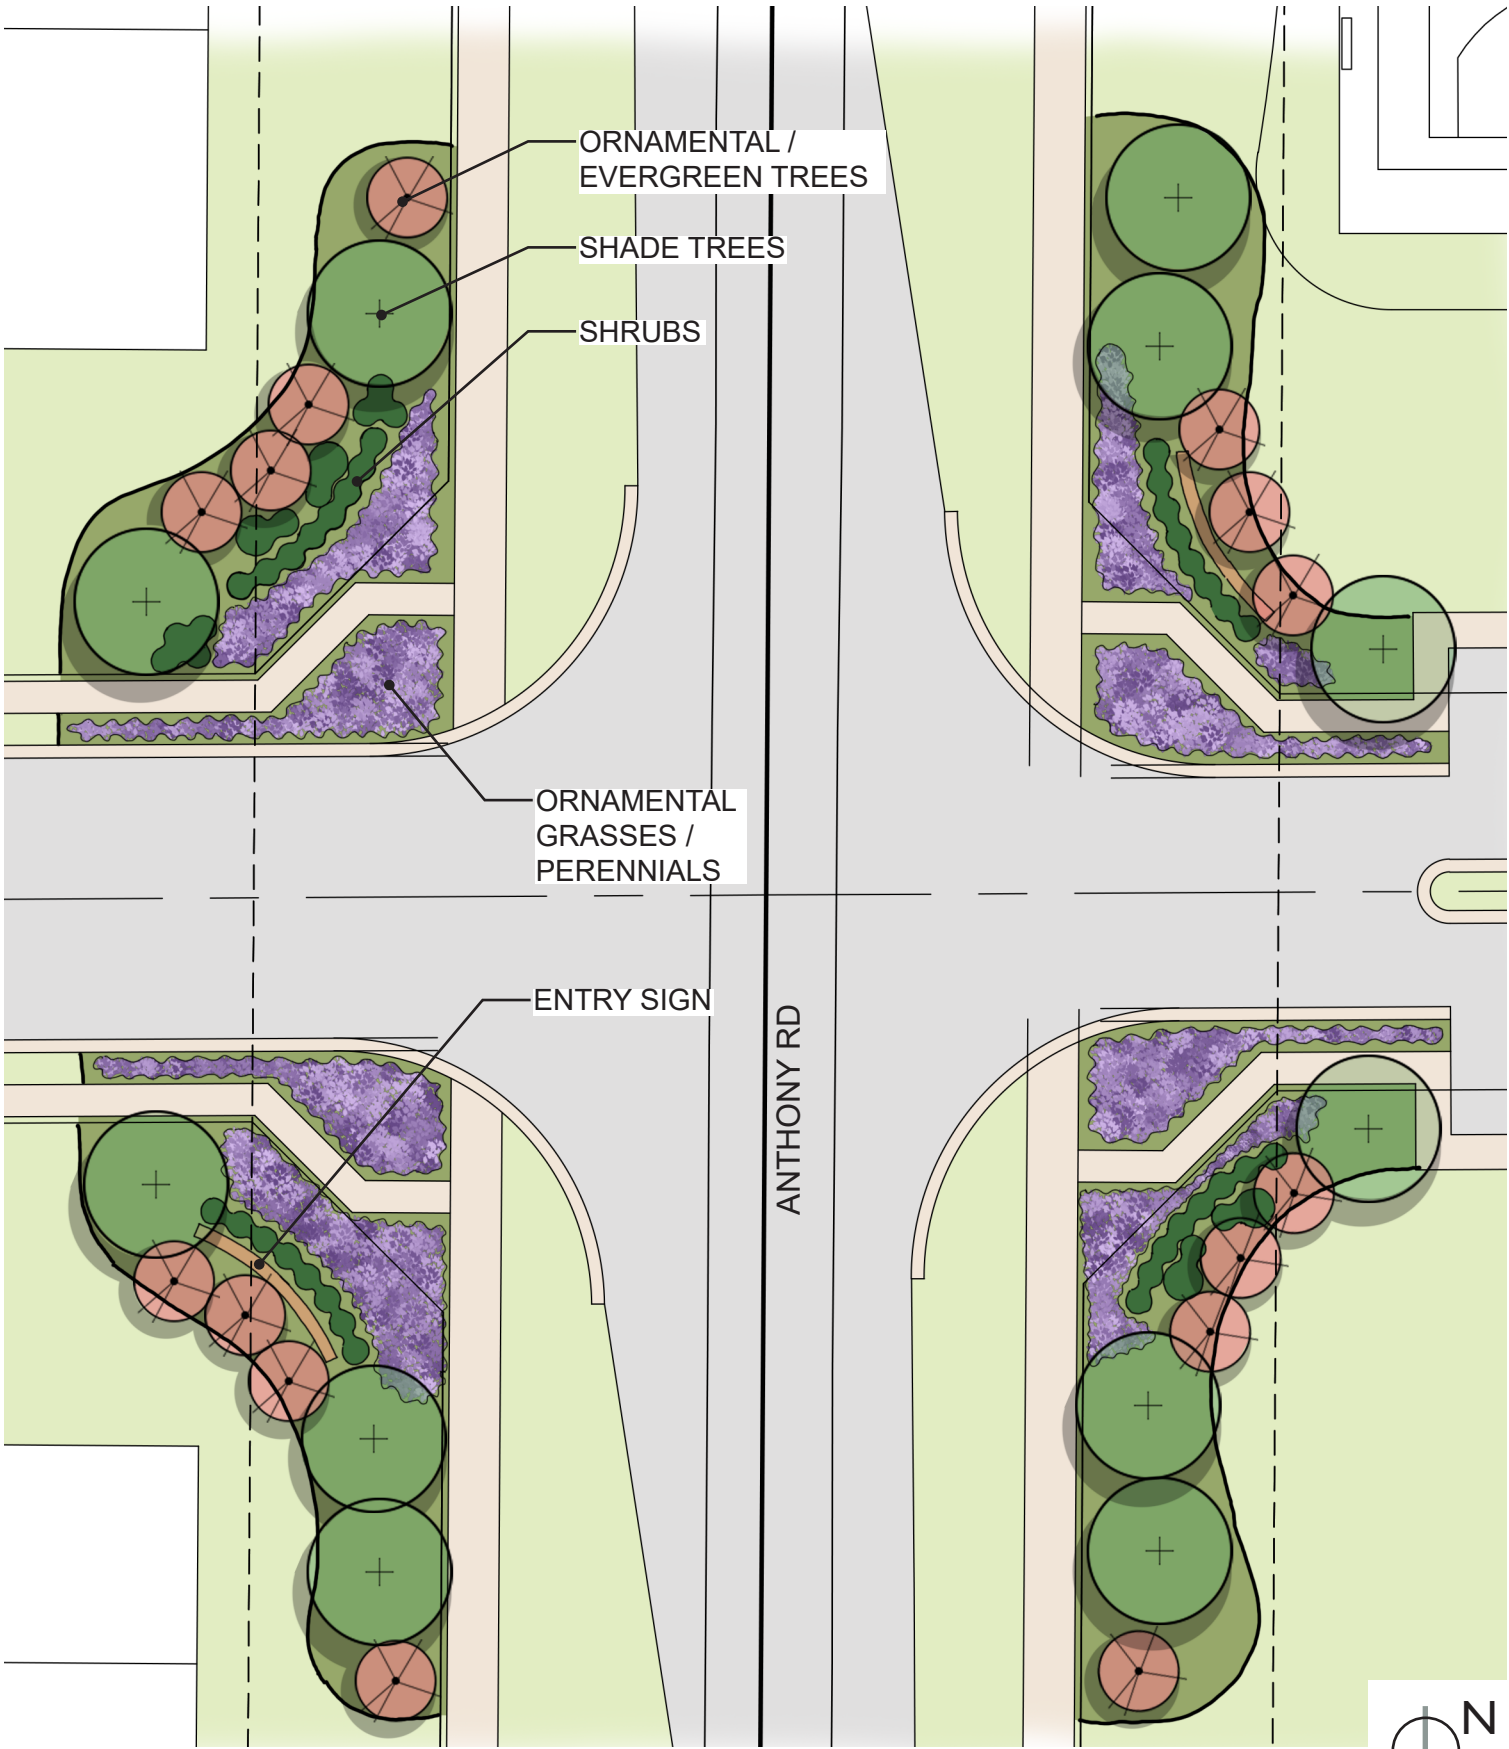 ORNAMENTAL /
EVERGREEN TREES
SHADE TREES
SHRUBS
ORNAMENTAL
GRASSES /
PERENNIALS
ENTRY SIGN
ANTHONY RD
N